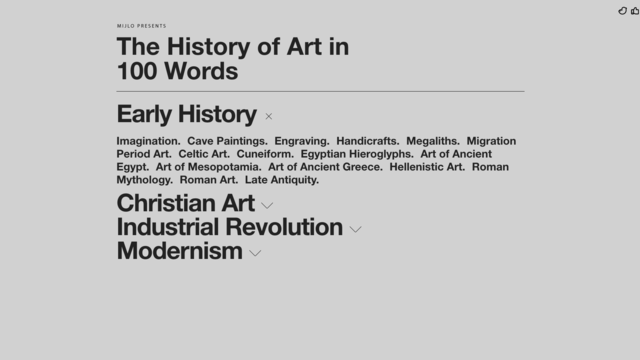 MIJLO PRESENTS
The History of Art in
100 Words
Early History
Imagination. Cave Paintings. Engraving. Handicrafts. Megaliths. Migration
Period Art. Celtic Art. Cuneiform. Egyptian Hieroglyphs. Art of Ancient
Egypt. Art of Mesopotamia. Art of Ancient Greece. Hellenistic Art. Roman
Mythology. Roman Art. Late Antiquity.
Christian Art
Industrial Revolution
Modernism